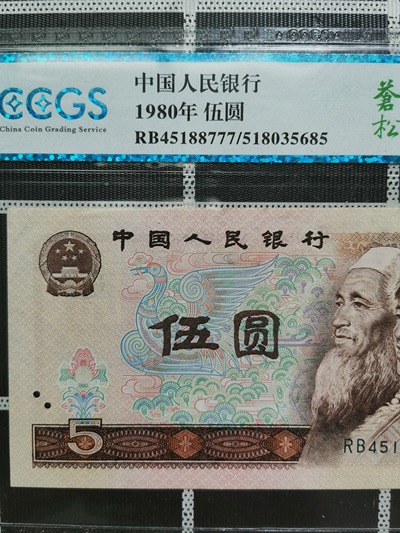 CCGS
China Coin Grading Service
中国人民银行
1980年 伍圆
RB45188777/518035685
蒼松
中国人民银行
伍圆
5
RB451